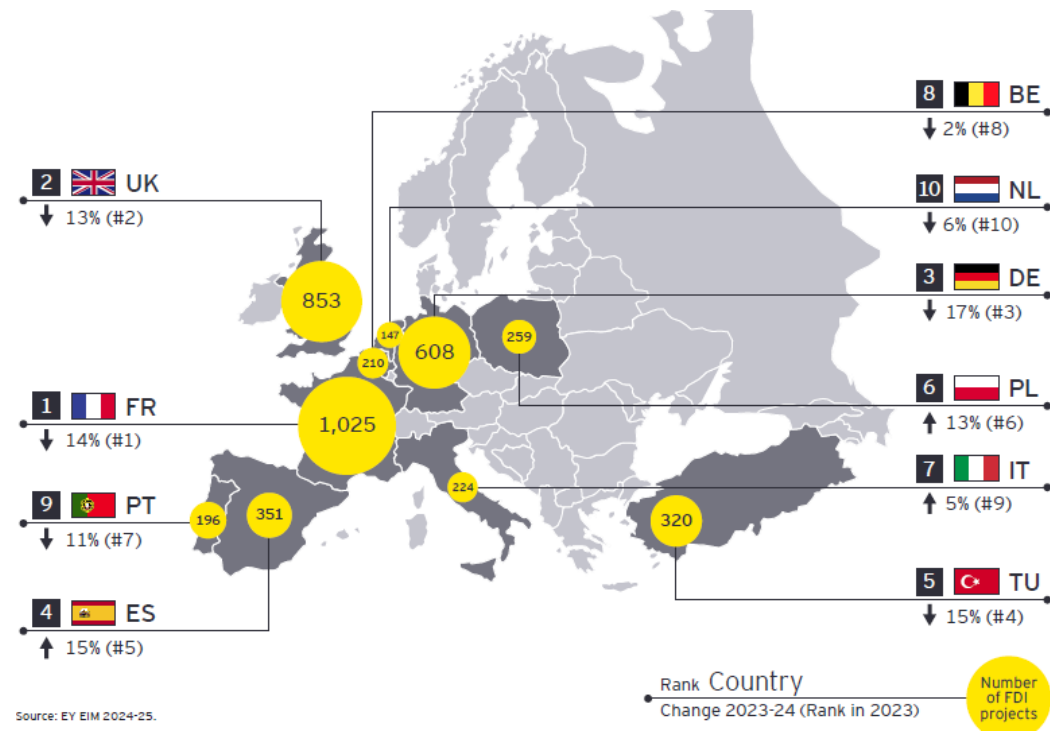 2 UK
13% (#2)
853
1 FR
14% (#1)
1,025
9 PT
11% (#7)
196
4 ES
15% (#5)
351
8 BE
2% (#8)
210
10 NL
6% (#10)
147
3 DE
17% (#3)
608
6 PL
13% (#6)
259
7 IT
5% (#9)
224
5 TU
15% (#4)
320
Rank Country
Change 2023-24 (Rank in 2023)
Number
of FDI
projects
Source: EY EIM 2024-25.